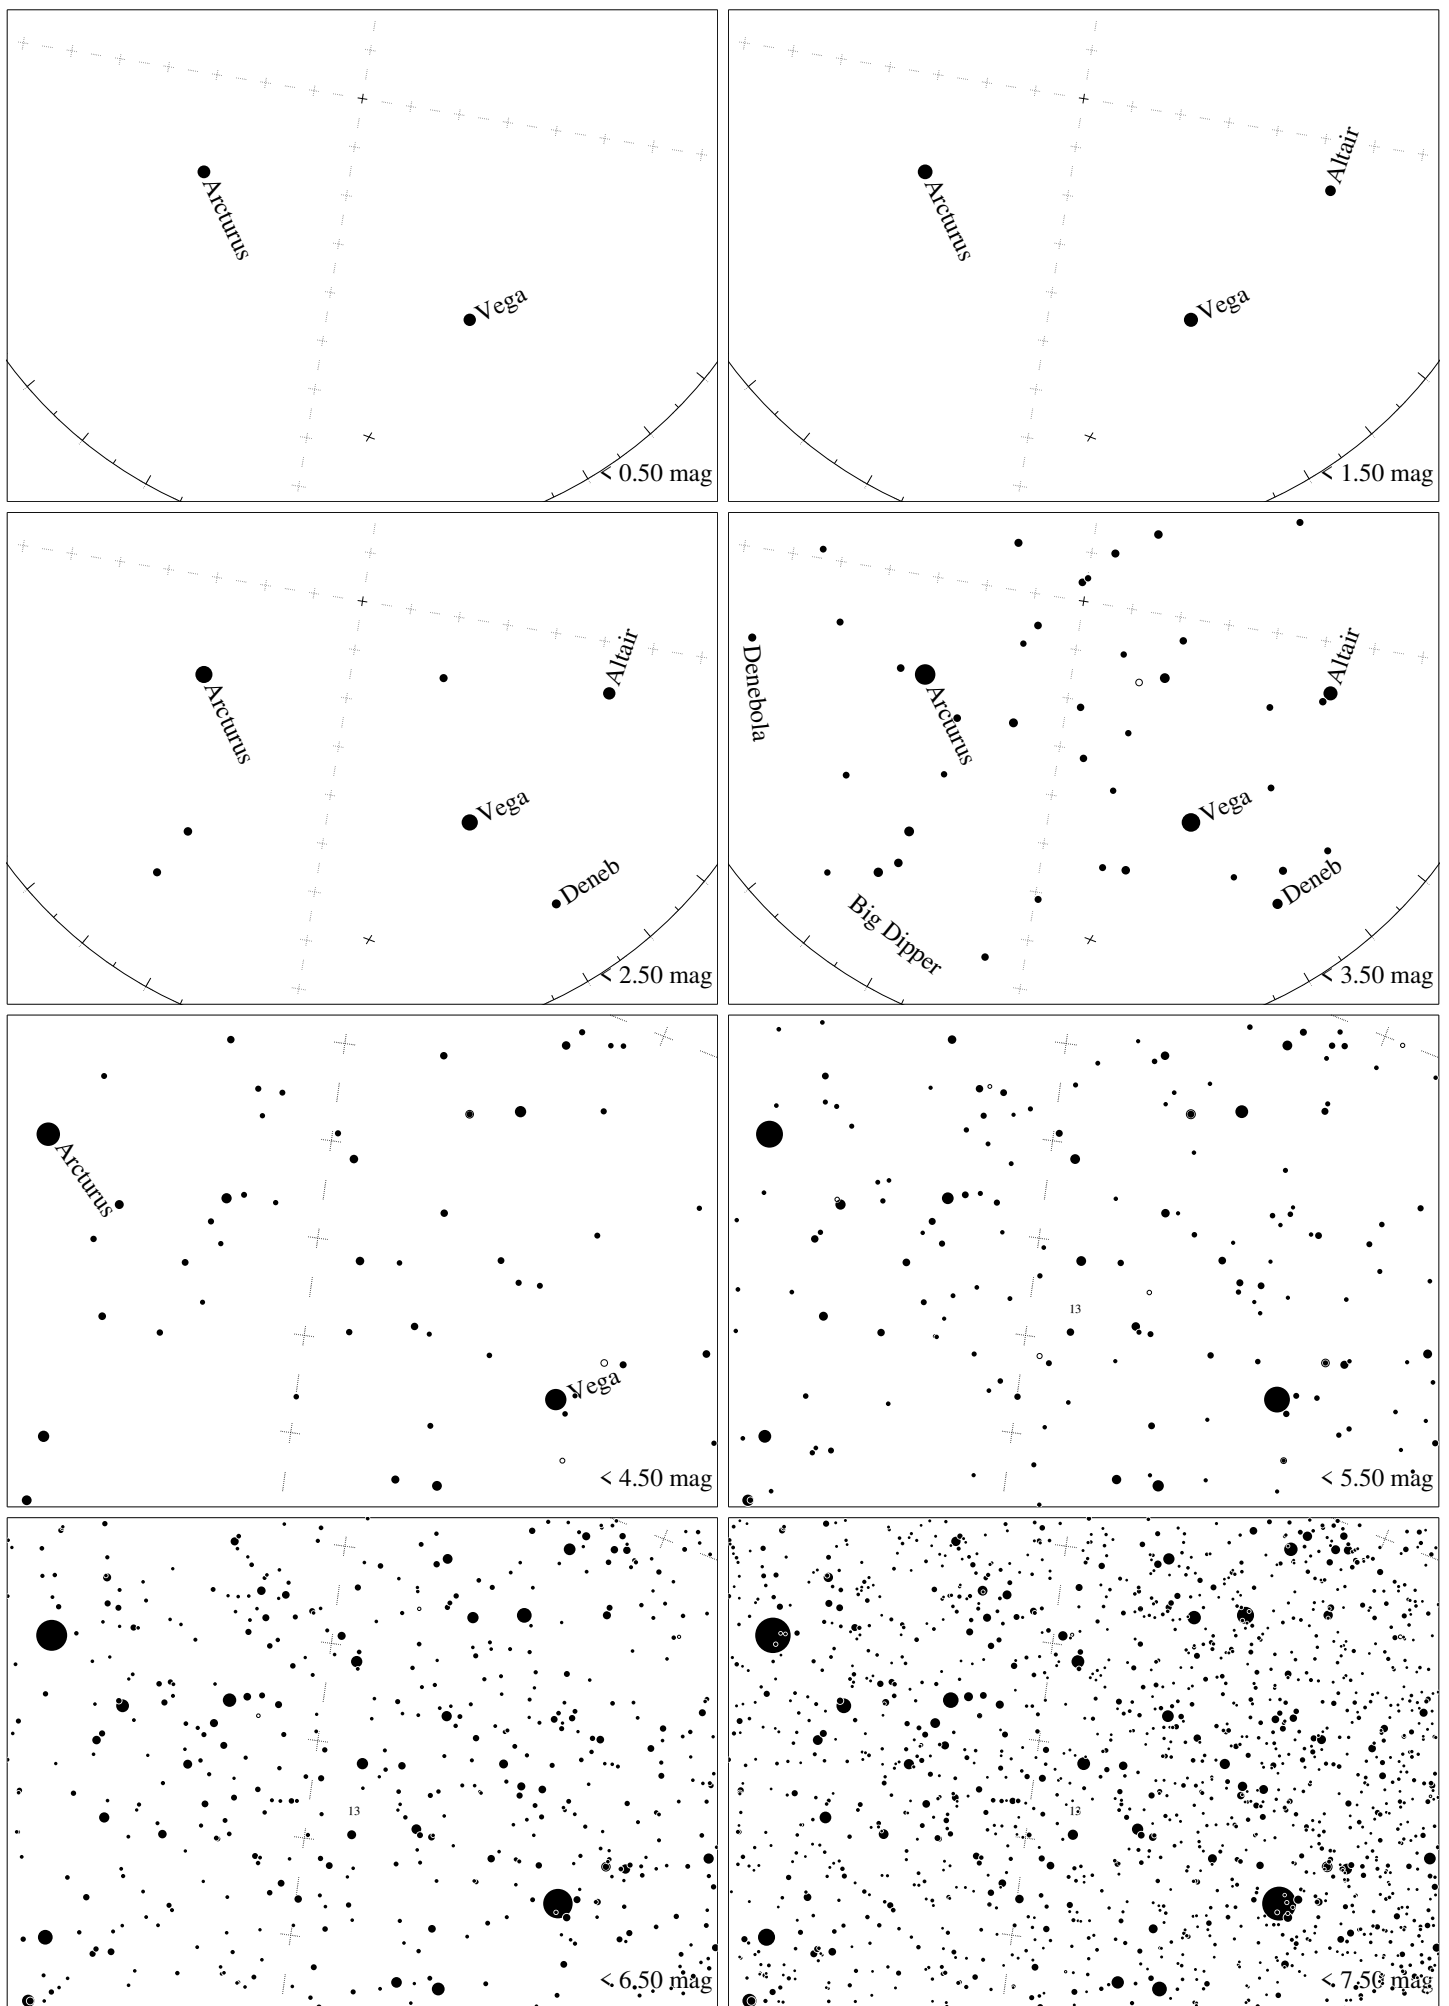 Arcturus
Vega
< 0.50 mag
Altair
Arcturus
Vega
< 1.50 mag
Altair
Arcturus
Vega
Deneb
< 2.50 mag
Altair
Denebola
Arcturus
Vega
Deneb
Big Dipper
< 3.50 mag
Arcturus
Vega
< 4.50 mag
13
< 5.50 mag
13
< 6.50 mag
13
< 7.50 mag